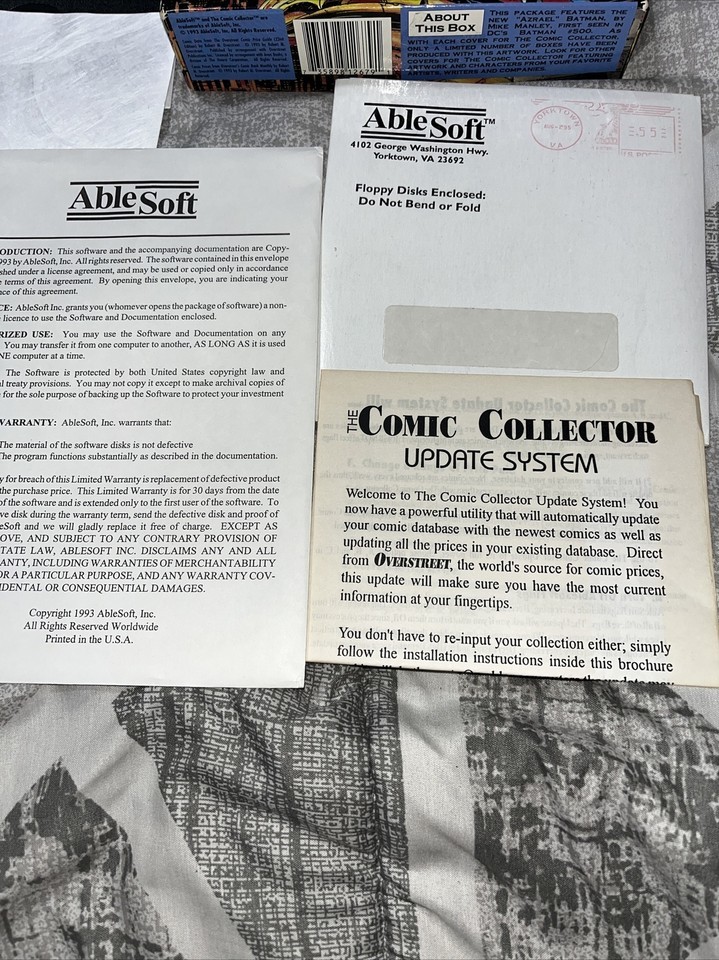 AbleSoft™ and The Comic Collector™ are
trademarks of AbleSoft, Inc.
© 1993 AbleSoft, Inc. All Rights Reserved.
About
This Box
This package features the
new "Azrael" Batman, by
Mike Manley, first seen in
DC's Batman #500. As
with each cover for The Comic Collector,
only a limited number of boxes have been
produced with this artwork. Look for other
covers for The Comic Collector featuring
artwork and characters from your favorite
artists, writers and companies.
AbleSoft™
4102 George Washington Hwy.
Yorktown, VA 23692
Floppy Disks Enclosed:
Do Not Bend or Fold
YORKTOWN
VA
.55
AbleSoft
ODUCTION: This software and the accompanying documentation are Copy-
993 by AbleSoft, Inc. All rights reserved. The software contained in this envelope
shed under a license agreement, and may be used or copied only in accordance
e terms of this agreement. By opening this envelope, you are indicating your
nce of this agreement.
CE: AbleSoft Inc. grants you (whomever opens the package of software) a non-
licence to use the Software and Documentation enclosed.
RIZED USE: You may use the Software and Documentation on any
You may transfer it from one computer to another, AS LONG AS it is used
NE computer at a time.
The Software is protected by both United States copyright law and
al treaty provisions. You may not copy it except to make archival copies of
for the sole purpose of backing up the Software to protect your investment
WARRANTY: AbleSoft, Inc. warrants that:
The material of the software disks is not defective
The program functions substantially as described in the documentation.
y for breach of this Limited Warranty is replacement of defective product
the purchase price. This Limited Warranty is for 30 days from the date
of the software and is extended only to the first user of the software. To
ve disk during the warranty term, send the defective disk and proof of
eSoft and we will gladly replace it free of charge. EXCEPT AS
OVE, AND SUBJECT TO ANY CONTRARY PROVISION OF
TATE LAW, ABLESOFT INC. DISCLAIMS ANY AND ALL
ANTY, INCLUDING WARRANTIES OF MERCHANTABILITY
OR A PARTICULAR PURPOSE, AND ANY WARRANTY COV-
IDENTAL OR CONSEQUENTIAL DAMAGES.
Copyright 1993 AbleSoft, Inc.
All Rights Reserved Worldwide
Printed in the U.S.A.
THE COMIC COLLECTOR
UPDATE SYSTEM
Welcome to The Comic Collector Update System! You
now have a powerful utility that will automatically update
your comic database with the newest comics as well as
updating all the prices in your existing database. Direct
from OVERSTREET, the world's source for comic prices,
this update will make sure you have the most current
information at your fingertips.
You don't have to re-input your collection either; simply
follow the installation instructions inside this brochure